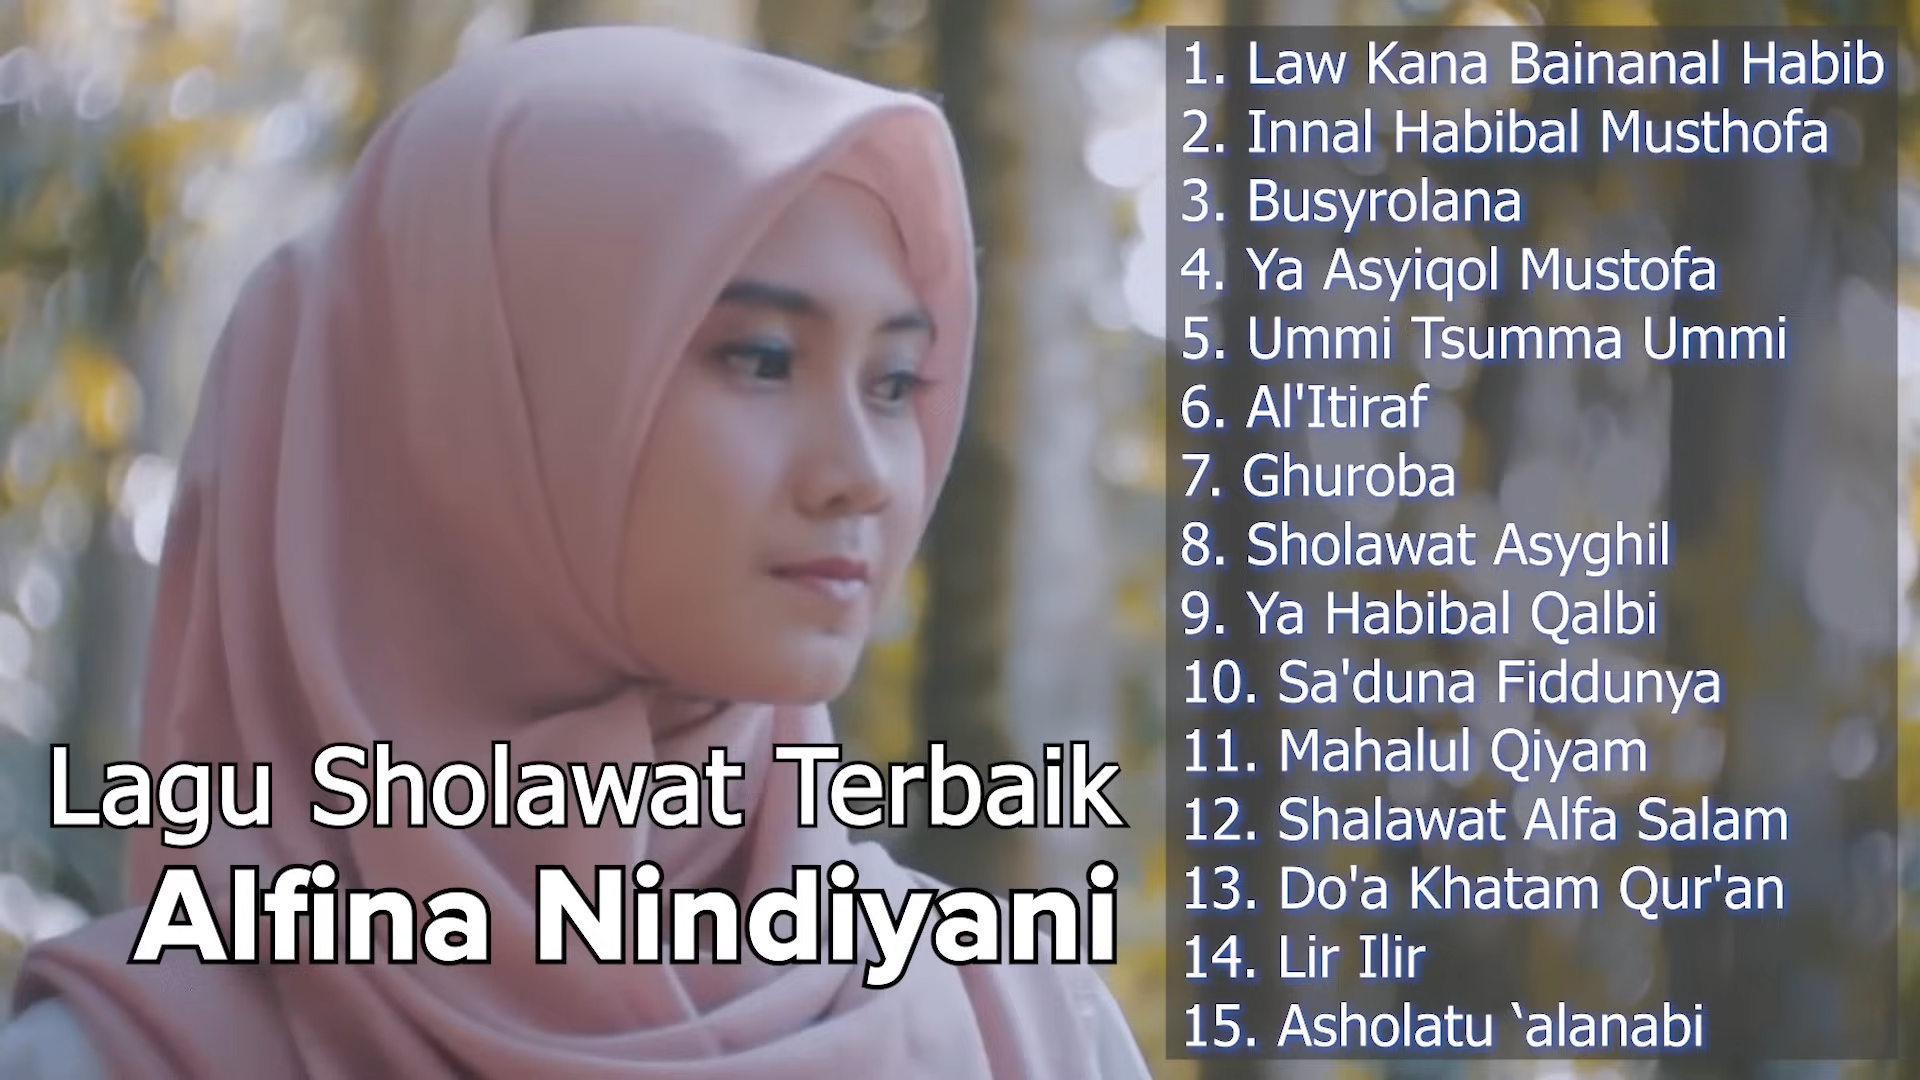 Lagu Sholawat Terbaik
Alfina Nindiyani
1. Law Kana Bainanal Habib
2. Innal Habibal Musthofa
3. Busyrolana
4. Ya Asyiqol Mustofa
5. Ummi Tsumma Ummi
6. Al'Itiraf
7. Ghuroba
8. Sholawat Asyghil
9. Ya Habibal Qalbi
10. Sa'duna Fiddunya
11. Mahalul Qiyam
12. Shalawat Alfa Salam
13. Do'a Khatam Qur'an
14. Lir Ilir
15. Asholatu ‘alanabi